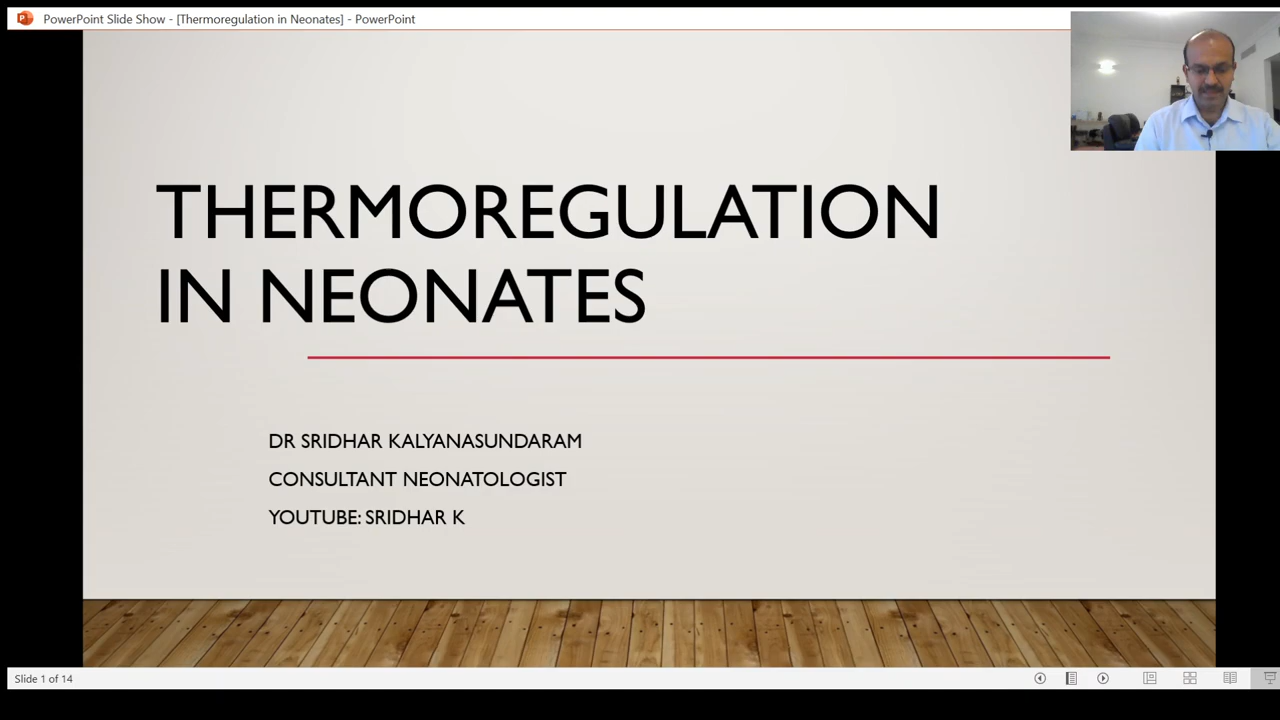 PowerPoint Slide Show - [Thermoregulation in Neonates] - PowerPoint
THERMOREGULATION
IN NEONATES
DR SRIDHAR KALYANASUNDARAM
CONSULTANT NEONATOLOGIST
YOUTUBE: SRIDHAR K
Slide 1 of 14